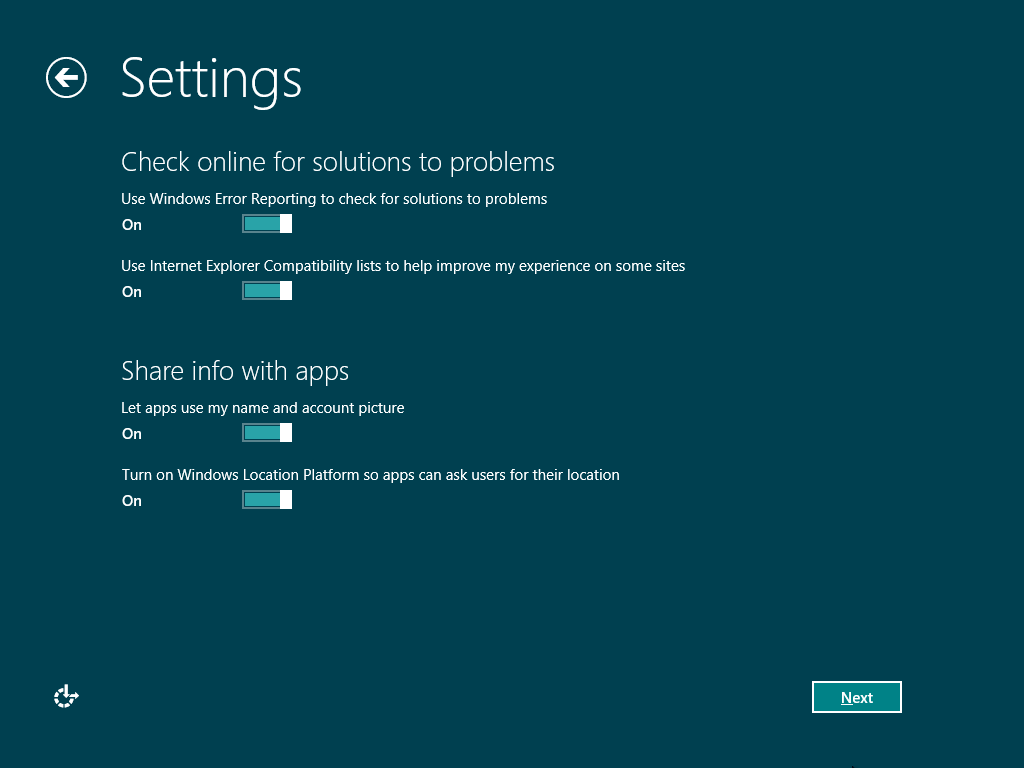 Settings
Check online for solutions to problems
Use Windows Error Reporting to check for solutions to problems
On
Use Internet Explorer Compatibility lists to help improve my experience on some sites
On
Share info with apps
Let apps use my name and account picture
On
Turn on Windows Location Platform so apps can ask users for their location
On
Next